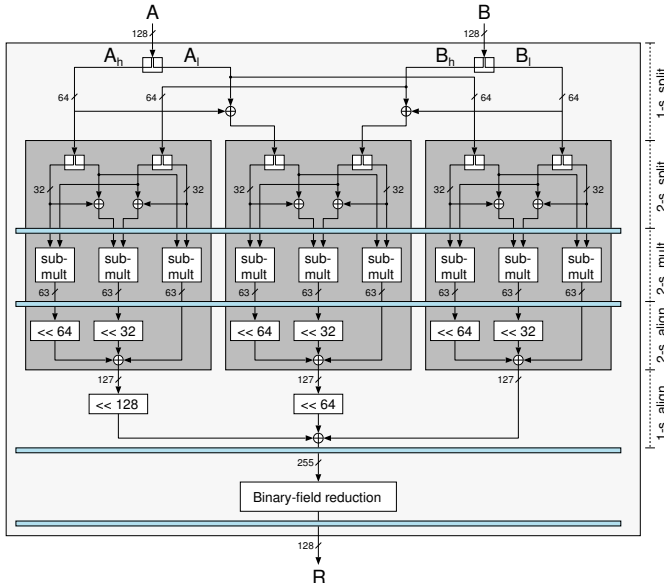 A B
128 128
Ah Al Bh Bl
64 64 64 64
32 32 32 32 32 32
sub-mult sub-mult sub-mult sub-mult sub-mult sub-mult sub-mult sub-mult sub-mult
63 63 63 63 63 63 63 63 63
<< 64 << 32 << 64 << 32 << 64 << 32
127 127 127
<< 128 << 64
255
Binary-field reduction
128
R
1-s. split
2-s. split
2-s. mult
2-s. align
1-s. align